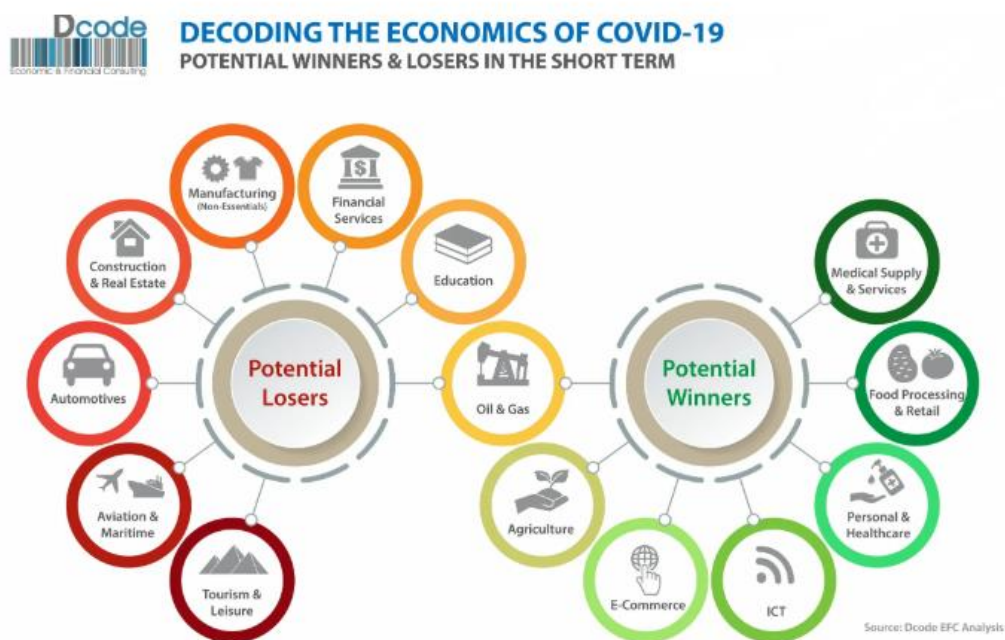 Dcode
Economic & Financial Consulting
DECODING THE ECONOMICS OF COVID-19
POTENTIAL WINNERS & LOSERS IN THE SHORT TERM
Manufacturing
(Non-Essentials)
Financial
Services
Construction
& Real Estate
Education
Automotives
Potential
Losers
Oil & Gas
Aviation &
Maritime
Tourism &
Leisure
Medical Supply
& Services
Potential
Winners
Food Processing
& Retail
Agriculture
Personal &
Healthcare
E-Commerce
ICT
$
Source: Dcode EFC Analysis